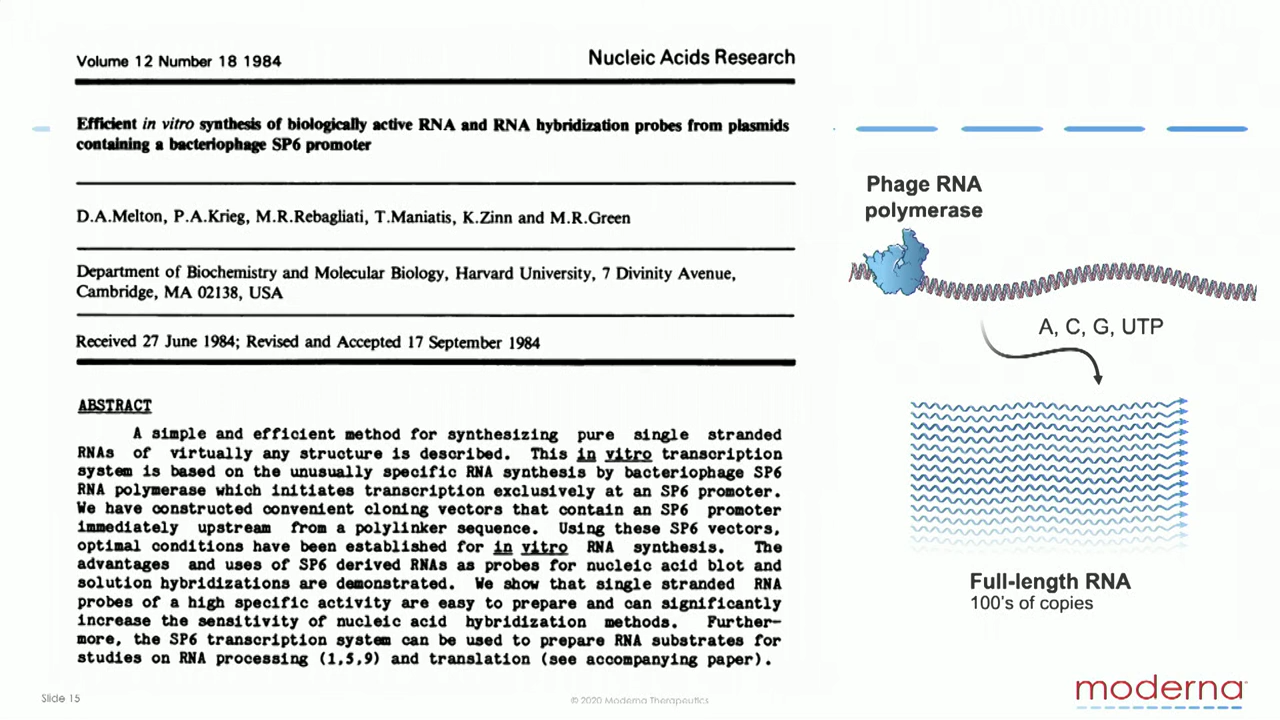 Volume 12 Number 18 1984
Nucleic Acids Research
Efficient in vitro synthesis of biologically active RNA and RNA hybridization probes from plasmids
containing a bacteriophage SP6 promoter
D.A.Melton, P.A.Krieg, M.R.Rebagliati, T.Maniatis, K.Zinn and M.R.Green
Department of Biochemistry and Molecular Biology, Harvard University, 7 Divinity Avenue,
Cambridge, MA 02138, USA
Received 27 June 1984; Revised and Accepted 17 September 1984
ABSTRACT
A simple and efficient method for synthesizing pure single stranded
RNAs of virtually any structure is described. This in vitro transcription
system is based on the unusually specific RNA synthesis by bacteriophage SP6
RNA polymerase which initiates transcription exclusively at an SP6 promoter.
We have constructed convenient cloning vectors that contain an SP6 promoter
immediately upstream from a polylinker sequence. Using these SP6 vectors,
optimal conditions have been established for in vitro RNA synthesis. The
advantages and uses of SP6 derived RNAs as probes for nucleic acid blot and
solution hybridizations are demonstrated. We show that single stranded RNA
probes of a high specific activity are easy to prepare and can significantly
increase the sensitivity of nucleic acid hybridization methods. Further-
more, the SP6 transcription system can be used to prepare RNA substrates for
studies on RNA processing (1,5,9) and translation (see accompanying paper).
Phage RNA
polymerase
A, C, G, UTP
Full-length RNA
100's of copies
Slide 15
© 2020 Moderna Therapeutics
moderna